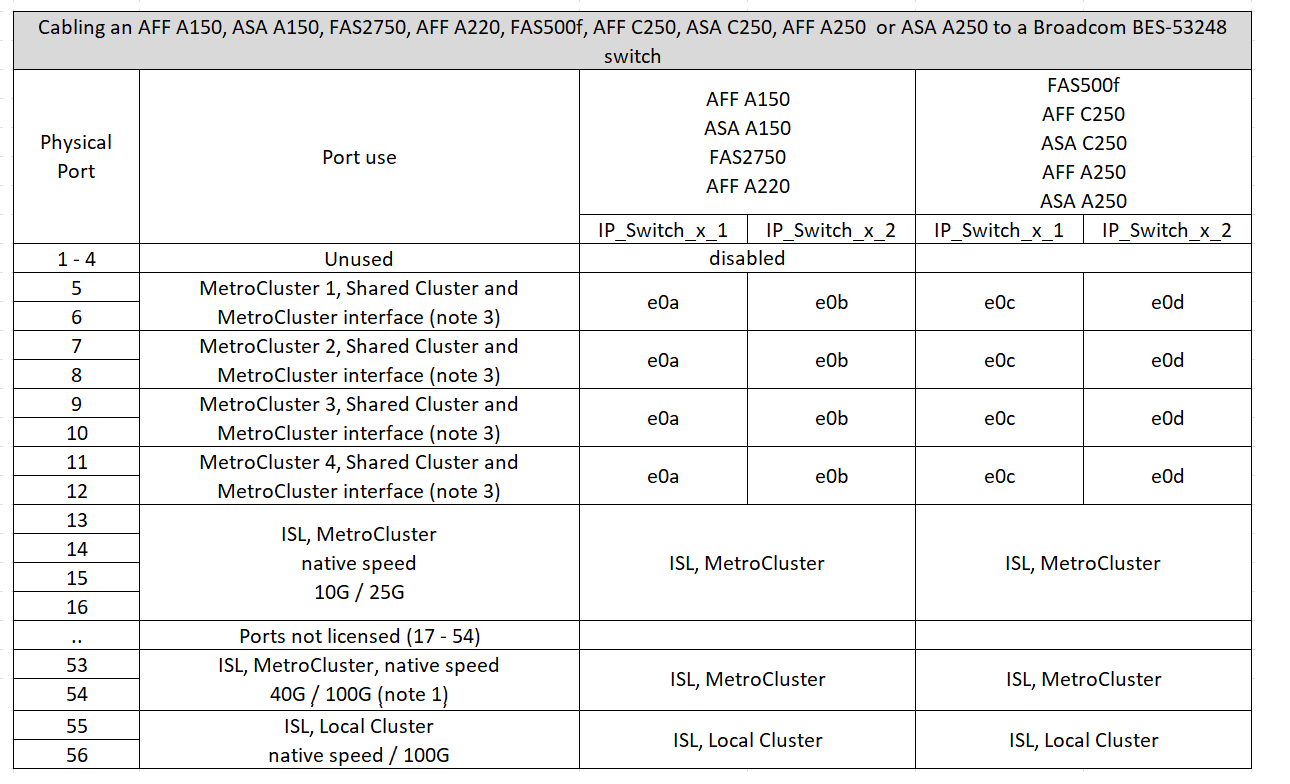 Cabling an AFF A150, ASA A150, FAS2750, AFF A220, FAS500f, AFF C250, ASA C250, AFF A250  or ASA A250 to a Broadcom BES-53248
switch
Physical
Port
Port use
AFF A150
ASA A150
FAS2750
AFF A220
FAS500f
AFF C250
ASA C250
AFF A250
ASA A250
IP_Switch_x_1
IP_Switch_x_2
IP_Switch_x_1
IP_Switch_x_2
1 - 4
Unused
disabled
5
6
MetroCluster 1, Shared Cluster and
MetroCluster interface (note 3)
e0a
e0b
e0c
e0d
7
8
MetroCluster 2, Shared Cluster and
MetroCluster interface (note 3)
e0a
e0b
e0c
e0d
9
10
MetroCluster 3, Shared Cluster and
MetroCluster interface (note 3)
e0a
e0b
e0c
e0d
11
12
MetroCluster 4, Shared Cluster and
MetroCluster interface (note 3)
e0a
e0b
e0c
e0d
13
14
15
16
ISL, MetroCluster
native speed
10G / 25G
ISL, MetroCluster
ISL, MetroCluster
..
Ports not licensed (17 - 54)
53
54
ISL, MetroCluster, native speed
40G / 100G (note 1)
ISL, MetroCluster
ISL, MetroCluster
55
56
ISL, Local Cluster
native speed / 100G
ISL, Local Cluster
ISL, Local Cluster